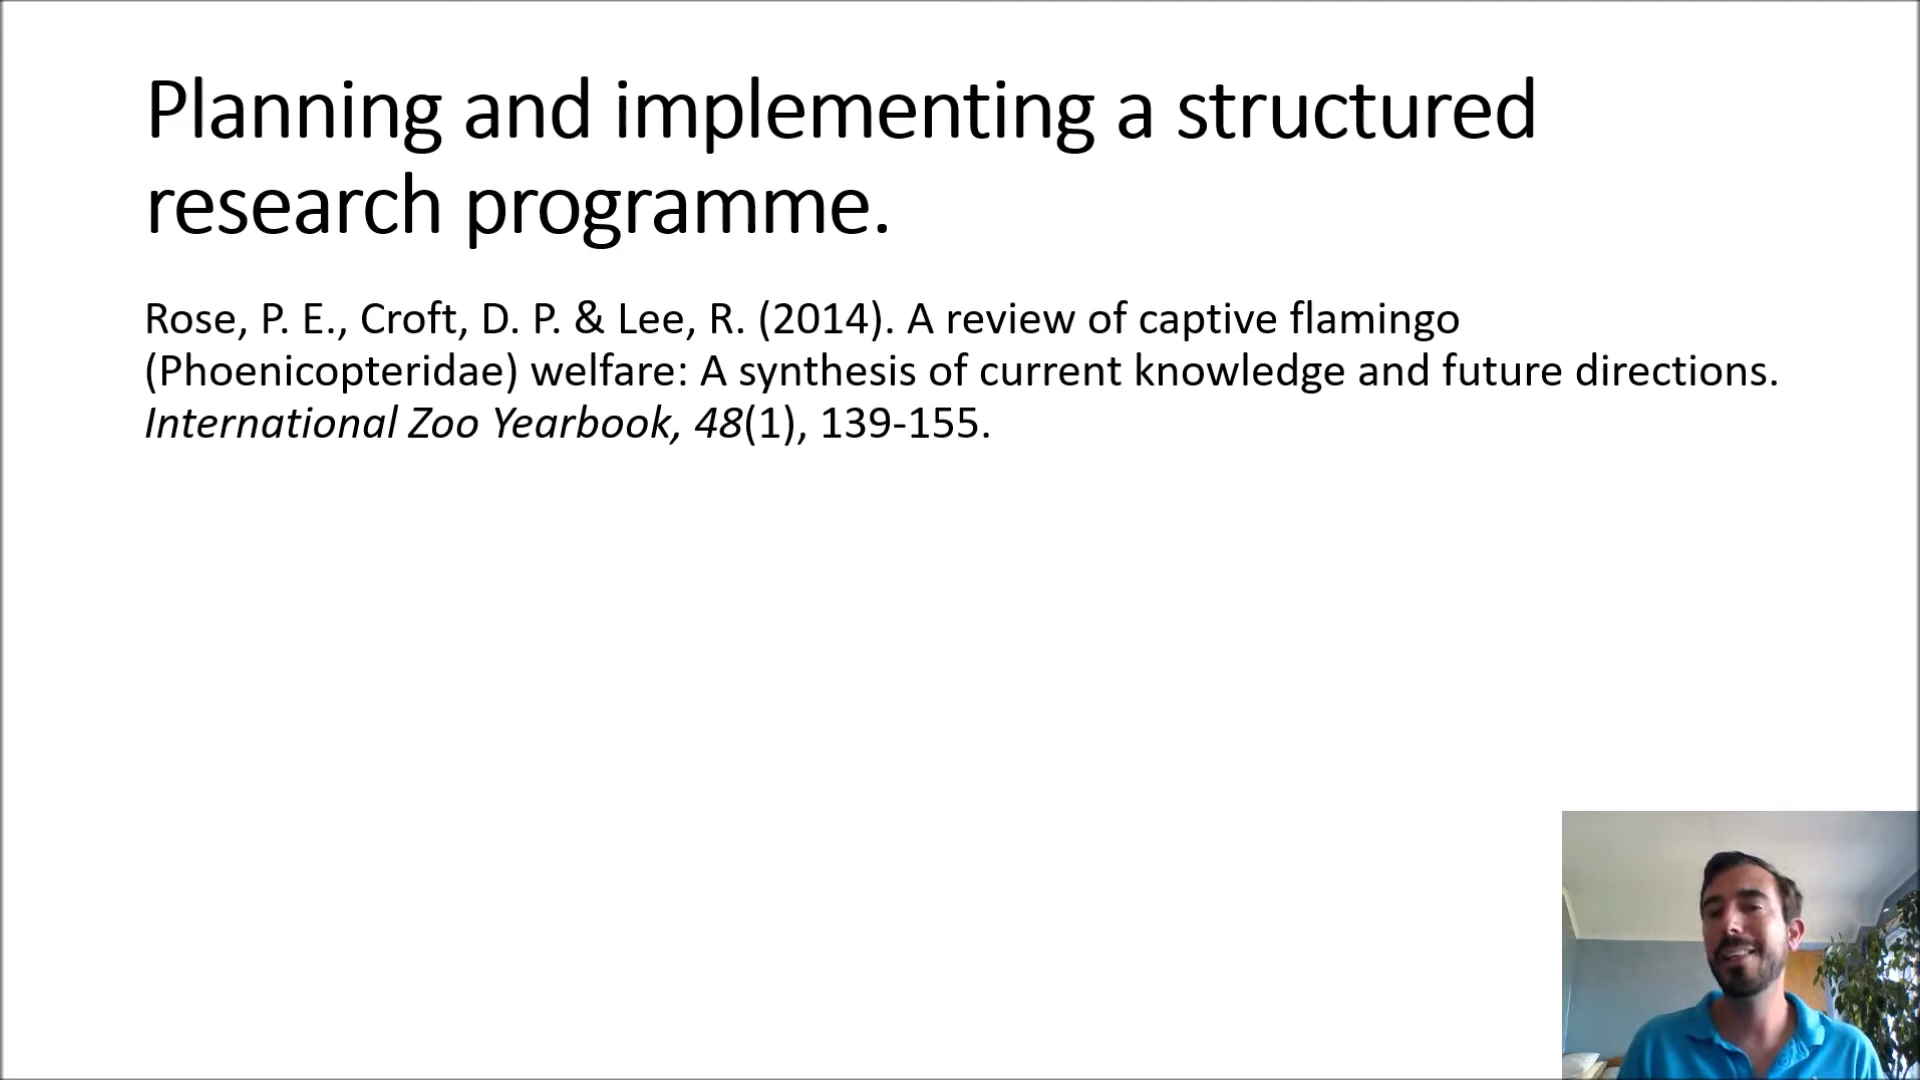 Planning and implementing a structured
research programme.
Rose, P. E., Croft, D. P. & Lee, R. (2014). A review of captive flamingo
(Phoenicopteridae) welfare: A synthesis of current knowledge and future directions.
International Zoo Yearbook, 48(1), 139-155.